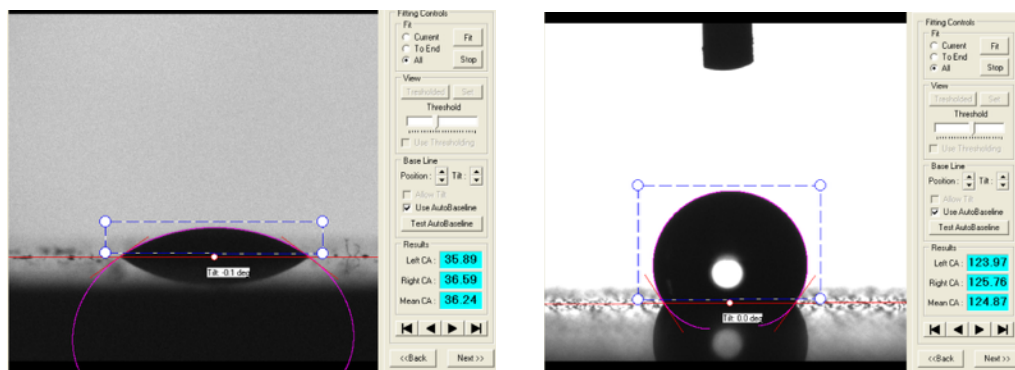 Fitting Controls
Fit
Current
Fit
To End
All
Stop
View
Tresholded
Set
Threshold
Use Thresholding
Base Line
Position :
Tilt :
Allow Tilt
Use AutoBaseline
Test AutoBaseline
Results
Left CA :
35.89
Right CA :
36.59
Mean CA :
36.24
<<Back
Next >>
Tilt: -0.1 deg
Fitting Controls
Fit
Current
Fit
To End
All
Stop
View
Tresholded
Set
Threshold
Use Thresholding
Base Line
Position :
Tilt :
Allow Tilt
Use AutoBaseline
Test AutoBaseline
Results
Left CA :
123.97
Right CA :
125.76
Mean CA :
124.87
<<Back
Next >>
Tilt: 0.0 deg